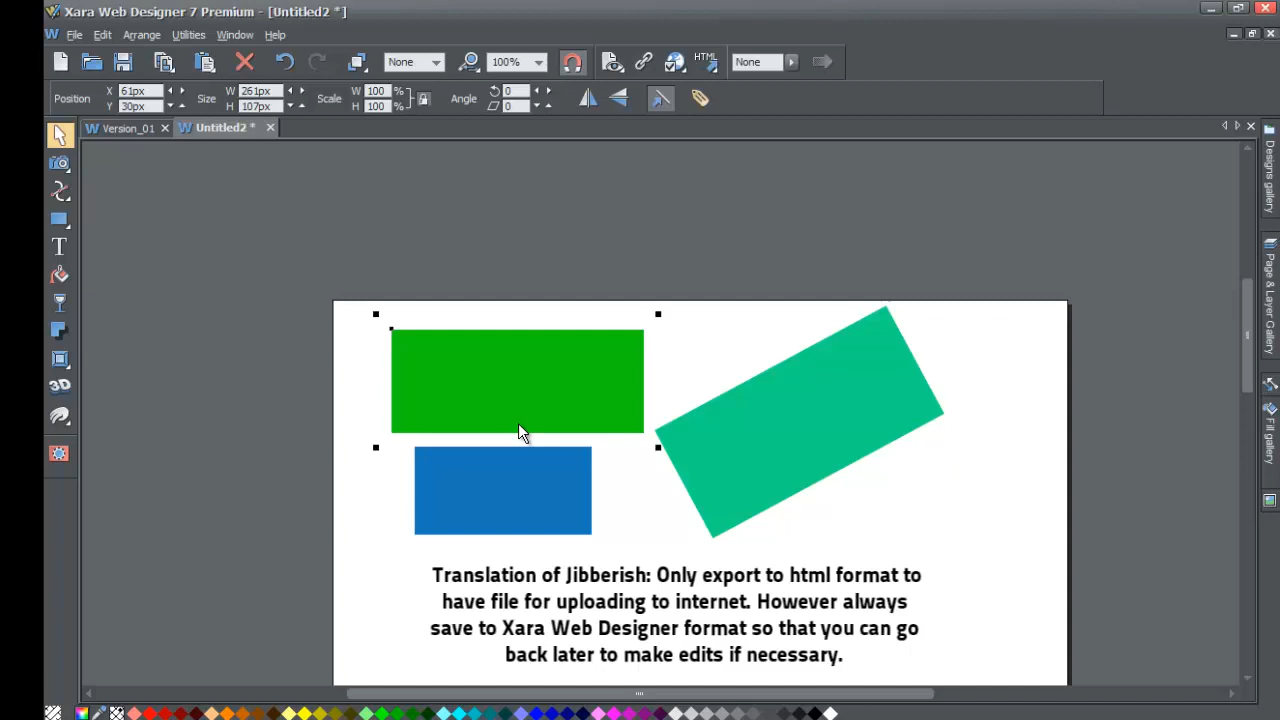 Xara Web Designer 7 Premium - [Untitled2 *]
File Edit Arrange Utilities Window Help
None 100% HTML None
Position X 61px Size W 261px Scale W 100 % Angle 0
Y 30px H 107px H 100 % 0
Version_01 Untitled2 *
Designs gallery
Page & Layer Gallery
Fill gallery
T
3D
Translation of Jibberish: Only export to html format to
have file for uploading to internet. However always
save to Xara Web Designer format so that you can go
back later to make edits if necessary.